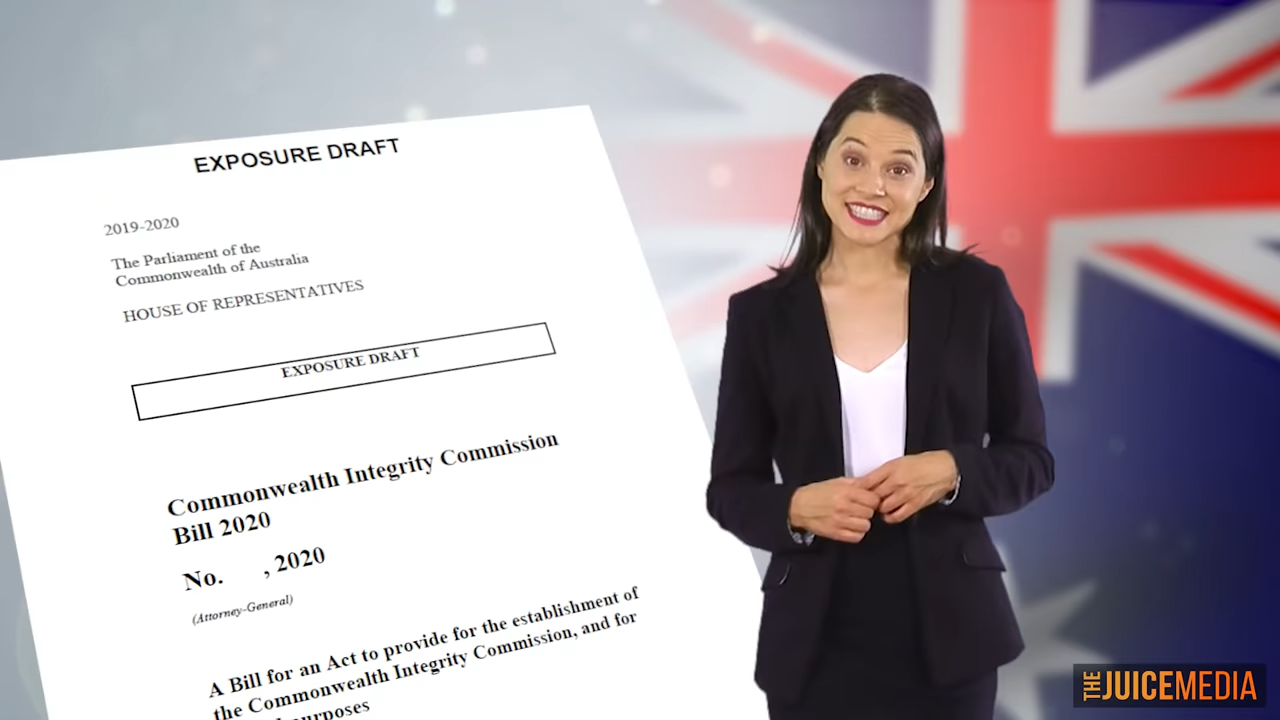 EXPOSURE DRAFT
2019-2020
The Parliament of the
Commonwealth of Australia
HOUSE OF REPRESENTATIVES
EXPOSURE DRAFT
Commonwealth Integrity Commission
Bill 2020
No. , 2020
(Attorney-General)
A Bill for an Act to provide for the establishment of
the Commonwealth Integrity Commission, and for
purposes
THE JUICEMEDIA